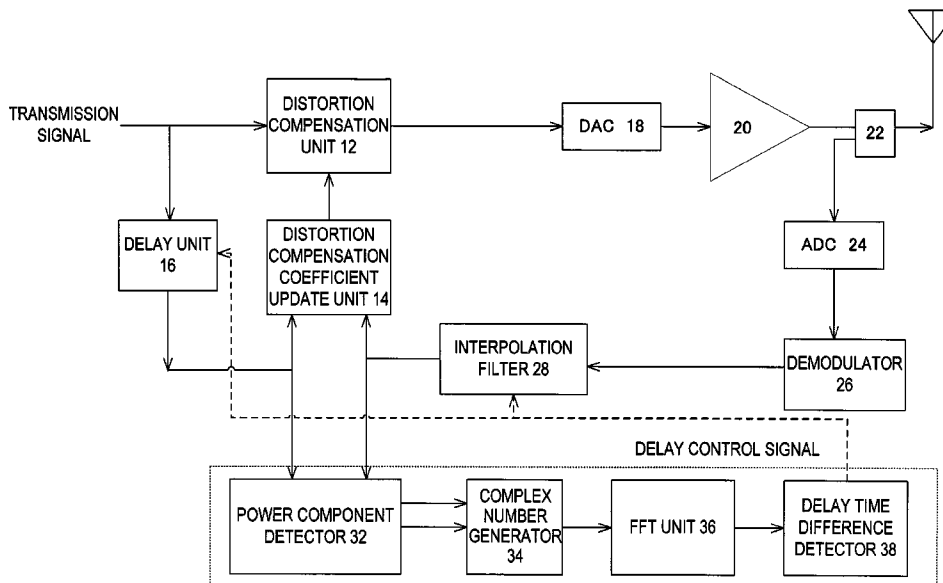 TRANSMISSION
SIGNAL
DISTORTION
COMPENSATION
UNIT 12
DAC 18
20
22
DELAY UNIT
16
DISTORTION
COMPENSATION
COEFFICIENT
UPDATE UNIT 14
ADC 24
INTERPOLATION
FILTER 28
DEMODULATOR
26
DELAY CONTROL SIGNAL
POWER COMPONENT
DETECTOR 32
COMPLEX
NUMBER
GENERATOR
34
FFT UNIT 36
DELAY TIME
DIFFERENCE
DETECTOR 38